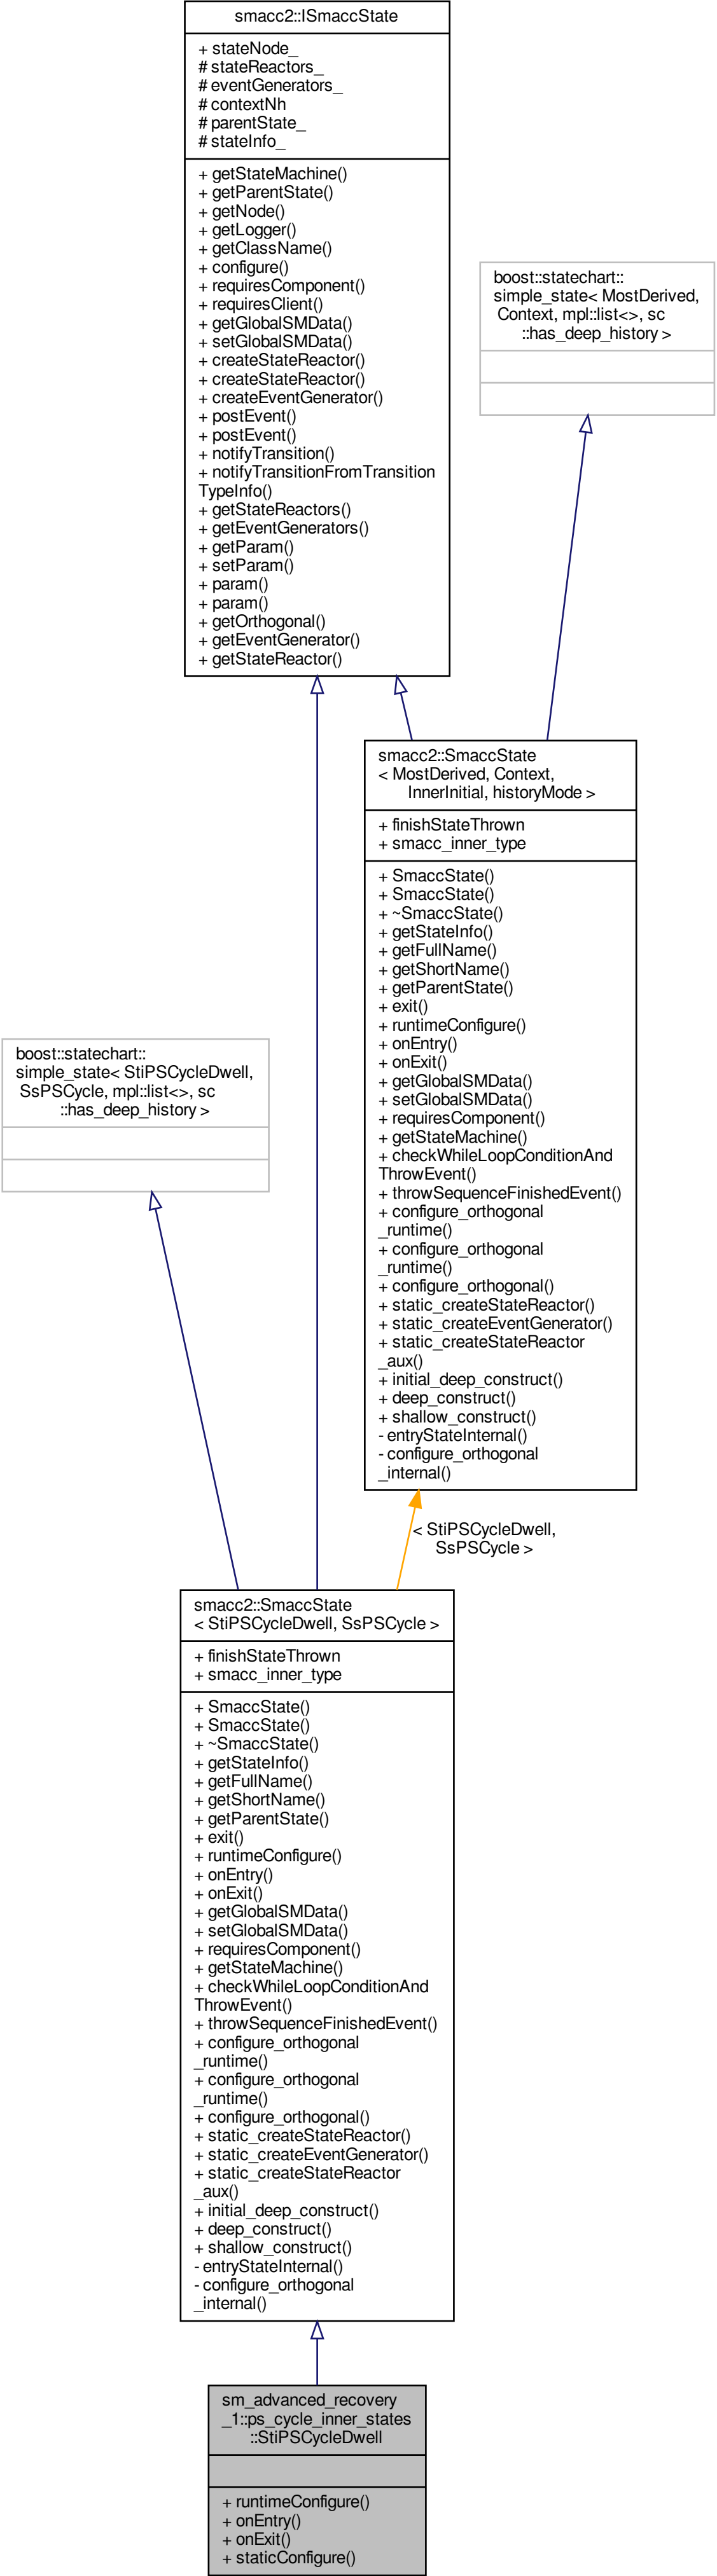 smacc2::ISmaccState
+ stateNode_
# stateReactors_
# eventGenerators_
# contextNh
# parentState_
# stateInfo_
+ getStateMachine()
+ getParentState()
+ getNode()
+ getLogger()
+ getClassName()
+ configure()
+ requiresComponent()
+ requiresClient()
+ getGlobalSMData()
+ setGlobalSMData()
+ createStateReactor()
+ createStateReactor()
+ createEventGenerator()
+ postEvent()
+ postEvent()
+ notifyTransition()
+ notifyTransitionFromTransition
TypeInfo()
+ getStateReactors()
+ getEventGenerators()
+ getParam()
+ setParam()
+ param()
+ param()
+ getOrthogonal()
+ getEventGenerator()
+ getStateReactor()
boost::statechart::
simple_state< MostDerived,
Context, mpl::list<>, sc
::has_deep_history >
smacc2::SmaccState
< MostDerived, Context,
InnerInitial, historyMode >
+ finishStateThrown
+ smacc_inner_type
+ SmaccState()
+ SmaccState()
+ ~SmaccState()
+ getStateInfo()
+ getFullName()
+ getShortName()
+ getParentState()
+ exit()
+ runtimeConfigure()
+ onEntry()
+ onExit()
+ getGlobalSMData()
+ setGlobalSMData()
+ requiresComponent()
+ getStateMachine()
+ checkWhileLoopConditionAnd
ThrowEvent()
+ throwSequenceFinishedEvent()
+ configure_orthogonal
_runtime()
+ configure_orthogonal
_runtime()
+ configure_orthogonal()
+ static_createStateReactor()
+ static_createEventGenerator()
+ static_createStateReactor
_aux()
+ initial_deep_construct()
+ deep_construct()
+ shallow_construct()
- entryStateInternal()
- configure_orthogonal
_internal()
boost::statechart::
simple_state< StiPSCycleDwell,
SsPSCycle, mpl::list<>, sc
::has_deep_history >
< StiPSCycleDwell,
SsPSCycle >
smacc2::SmaccState
< StiPSCycleDwell, SsPSCycle >
+ finishStateThrown
+ smacc_inner_type
+ SmaccState()
+ SmaccState()
+ ~SmaccState()
+ getStateInfo()
+ getFullName()
+ getShortName()
+ getParentState()
+ exit()
+ runtimeConfigure()
+ onEntry()
+ onExit()
+ getGlobalSMData()
+ setGlobalSMData()
+ requiresComponent()
+ getStateMachine()
+ checkWhileLoopConditionAnd
ThrowEvent()
+ throwSequenceFinishedEvent()
+ configure_orthogonal
_runtime()
+ configure_orthogonal
_runtime()
+ configure_orthogonal()
+ static_createStateReactor()
+ static_createEventGenerator()
+ static_createStateReactor
_aux()
+ initial_deep_construct()
+ deep_construct()
+ shallow_construct()
- entryStateInternal()
- configure_orthogonal
_internal()
sm_advanced_recovery
_1::ps_cycle_inner_states
::StiPSCycleDwell
+ runtimeConfigure()
+ onEntry()
+ onExit()
+ staticConfigure()